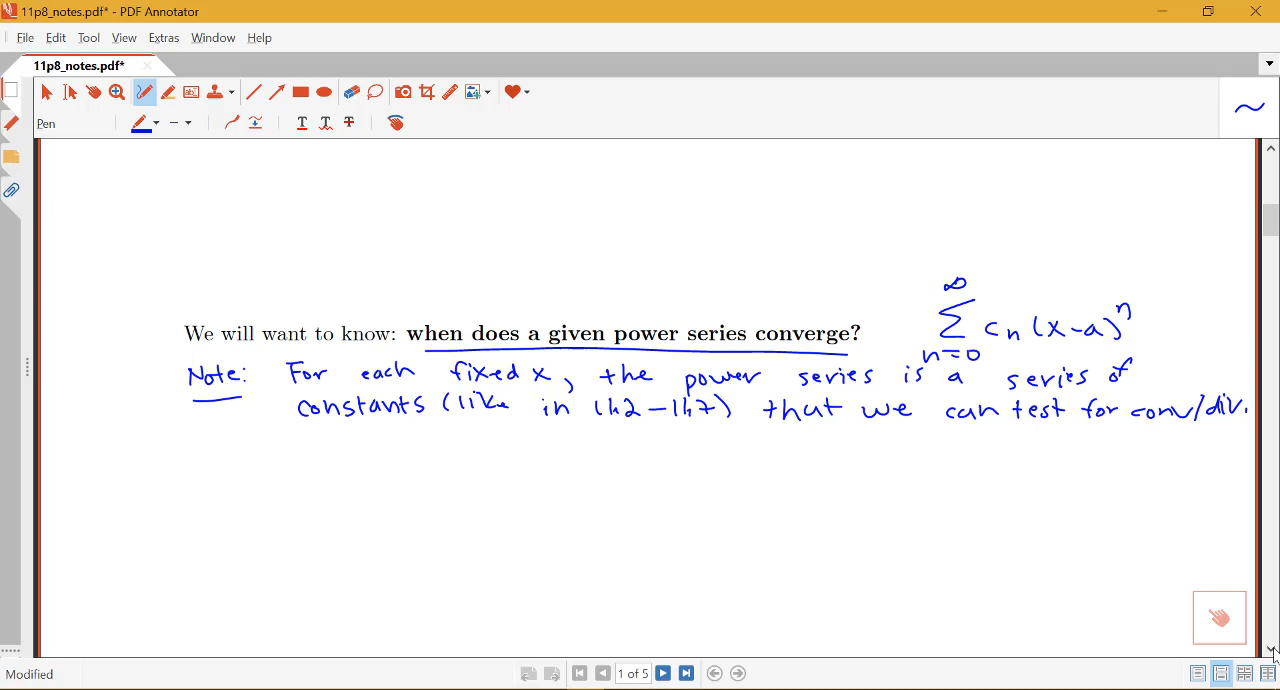 11p8_notes.pdf* - PDF Annotator
File Edit Tool View Extras Window Help
11p8_notes.pdf*
Pen
∞
We will want to know: when does a given power series converge? Σ cn (x-a)^n
n=0
Note: For each fixed x, the power series is a series of
constants (like in 11.2 - 11.7) that we can test for conv/div.
Modified
1 of 5